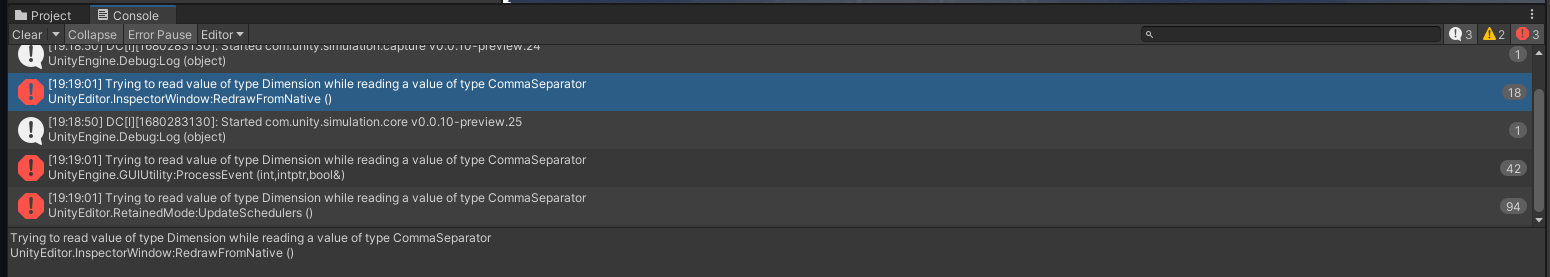 Project
Console
Clear
Collapse
Error Pause
Editor
3
2
3
[19:18:50] DC[I][1680283130]: Started com.unity.simulation.capture v0.0.10-preview.24
UnityEngine.Debug:Log (object)
1
[19:19:01] Trying to read value of type Dimension while reading a value of type CommaSeparator
UnityEditor.InspectorWindow:RedrawFromNative ()
18
[19:18:50] DC[I][1680283130]: Started com.unity.simulation.core v0.0.10-preview.25
UnityEngine.Debug:Log (object)
1
[19:19:01] Trying to read value of type Dimension while reading a value of type CommaSeparator
UnityEngine.GUIUtility:ProcessEvent (int,intptr,bool&)
42
[19:19:01] Trying to read value of type Dimension while reading a value of type CommaSeparator
UnityEditor.RetainedMode:UpdateSchedulers ()
94
Trying to read value of type Dimension while reading a value of type CommaSeparator
UnityEditor.InspectorWindow:RedrawFromNative ()